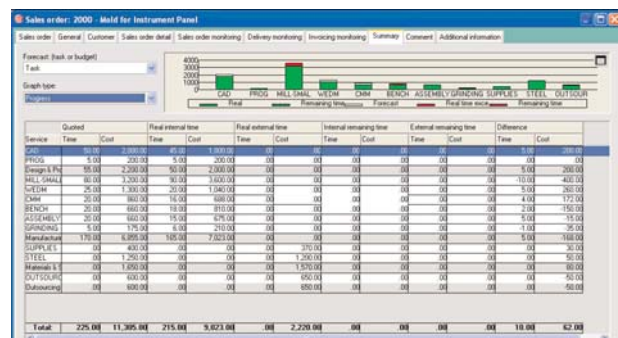 Sales order: 2000 - Mold for Instrument Panel
Sales order General Customer Sales order detail Sales order monitoring Delivery monitoring Invoicing monitoring Summary Comment Additional information
Forecast: (task or budget)
Task
Graph type:
Progress
4000
3000
2000
1000
CAD PROG MILL-SMAL WEDM CMM BENCH ASSEMBLY GRINDING SUPPLIES STEEL OUTSOUR
Real Remaining time Forecast Real time exce Remaining time
Quoted Real internal time Real external time Internal remaining time External remaining time Difference
Service Time Cost Time Cost Time Cost Time Cost Time Cost Time Cost
CAD 50.00 2,000.00 45.00 1,800.00 .00 .00 .00 .00 .00 .00 5.00 200.00
PROG 5.00 200.00 5.00 200.00 .00 .00 .00 .00 .00 .00 .00 .00
Design & Pro 55.00 2,200.00 50.00 2,000.00 .00 .00 .00 .00 .00 .00 5.00 200.00
MILL-SMALL 80.00 3,200.00 90.00 3,600.00 .00 .00 .00 .00 .00 .00 -10.00 -400.00
WEDM 25.00 1,300.00 20.00 1,040.00 .00 .00 .00 .00 .00 .00 5.00 260.00
CMM 20.00 860.00 16.00 688.00 .00 .00 .00 .00 .00 .00 4.00 172.00
BENCH 20.00 660.00 18.00 810.00 .00 .00 .00 .00 .00 .00 2.00 -150.00
ASSEMBLY 20.00 660.00 15.00 675.00 .00 .00 .00 .00 .00 .00 5.00 -15.00
GRINDING 5.00 175.00 6.00 210.00 .00 .00 .00 .00 .00 .00 -1.00 -35.00
Manufacture 170.00 6,855.00 165.00 7,023.00 .00 .00 .00 .00 .00 .00 5.00 -168.00
SUPPLIES .00 400.00 .00 .00 .00 370.00 .00 .00 .00 .00 .00 30.00
STEEL .00 1,250.00 .00 .00 .00 1,200.00 .00 .00 .00 .00 .00 50.00
Materials & S .00 1,650.00 .00 .00 .00 1,570.00 .00 .00 .00 .00 .00 80.00
OUTSOURC .00 600.00 .00 .00 .00 650.00 .00 .00 .00 .00 .00 -50.00
Outsourcing .00 600.00 .00 .00 .00 650.00 .00 .00 .00 .00 .00 -50.00
Total: 225.00 11,305.00 215.00 9,023.00 .00 2,220.00 .00 .00 .00 .00 10.00 62.00